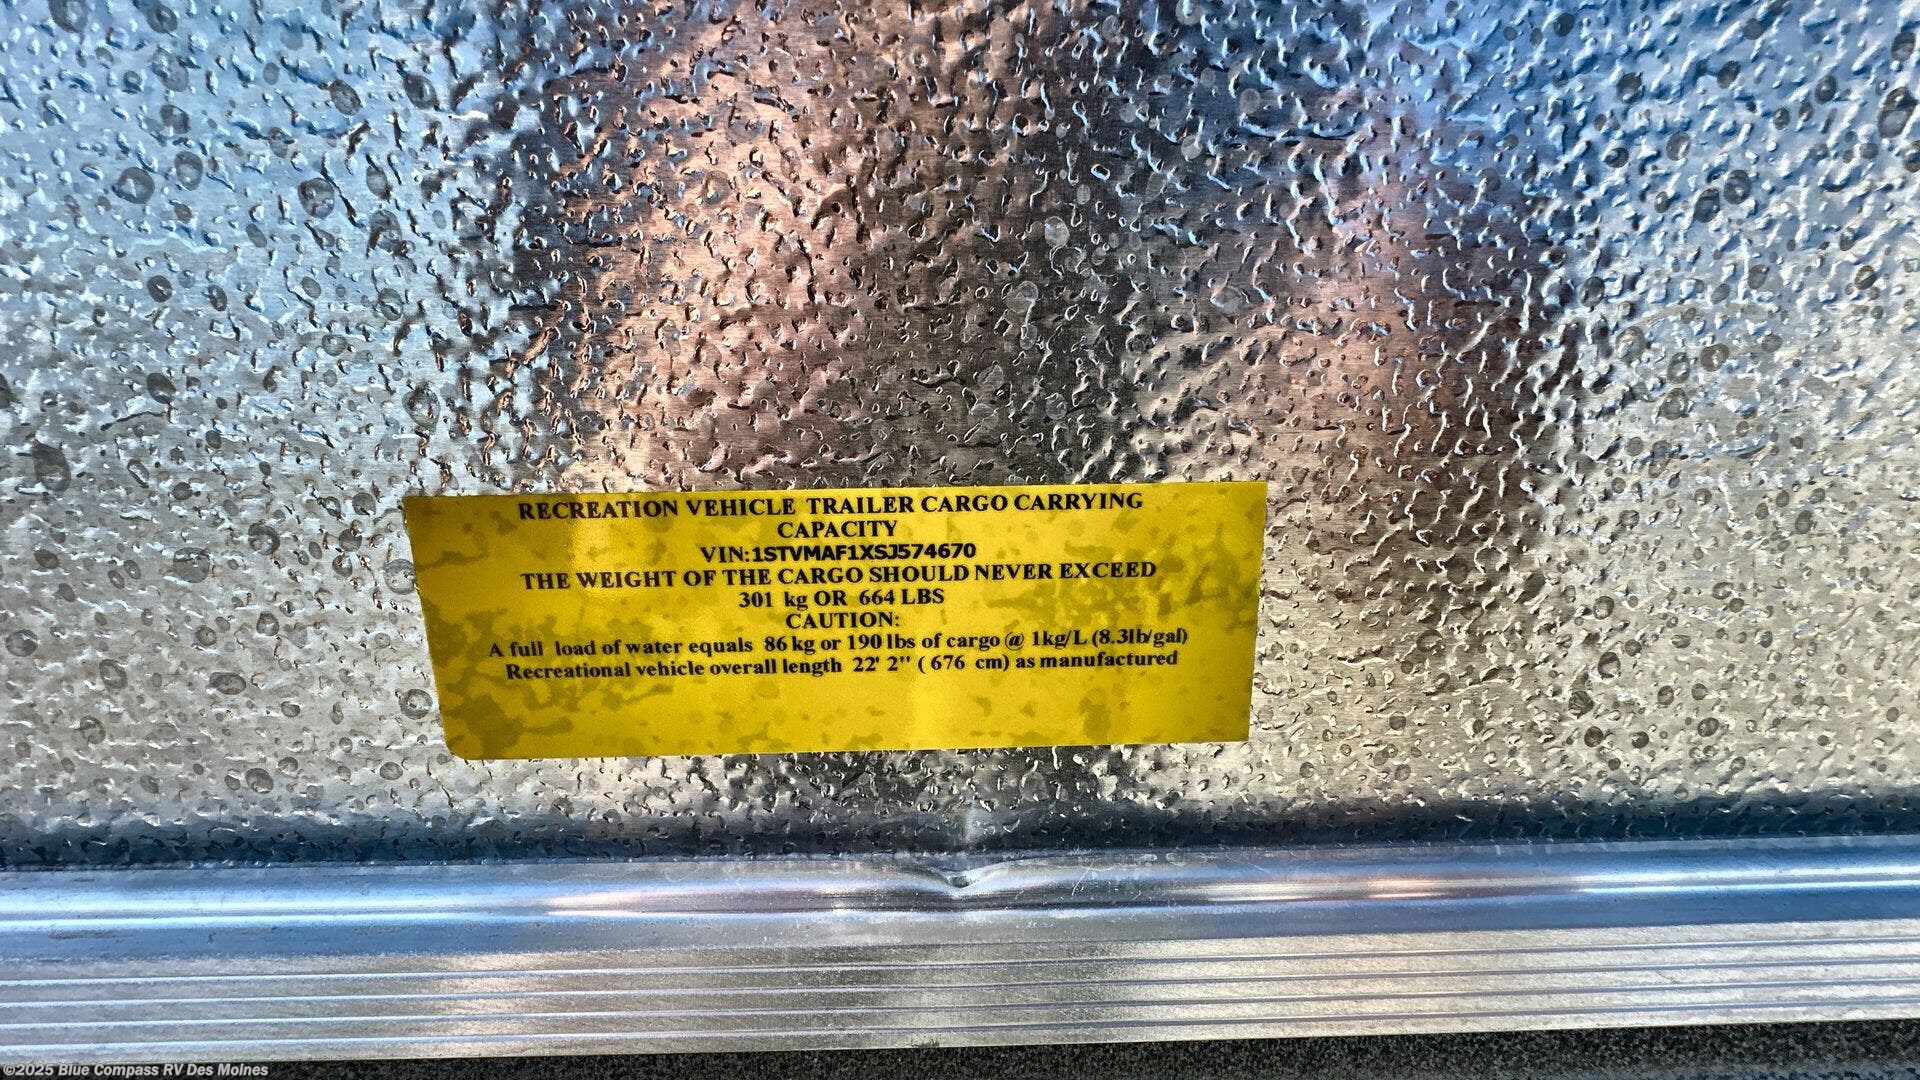 RECREATION VEHICLE TRAILER CARGO CARRYING
CAPACITY
VIN:1STVMAF1XSJ574670
THE WEIGHT OF THE CARGO SHOULD NEVER EXCEED
301 kg OR 664 LBS
CAUTION:
A full load of water equals 86 kg or 190 lbs of cargo @ 1kg/L (8.3lb/gal)
Recreational vehicle overall length 22' 2" ( 676 cm) as manufactured
©2025 Blue Compass RV Des Moines